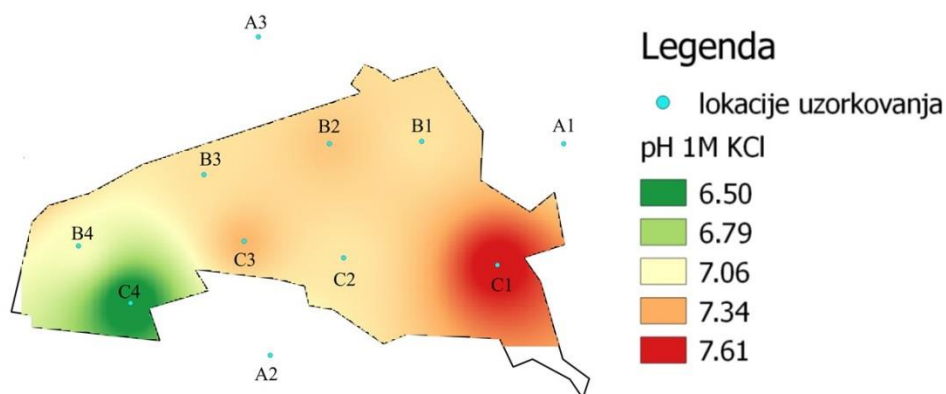 A3
B2
B1
A1
B3
B4
C3
C2
C1
C4
A2
Legenda
lokacije uzorkovanja
pH 1M KCl
6.50
6.79
7.06
7.34
7.61